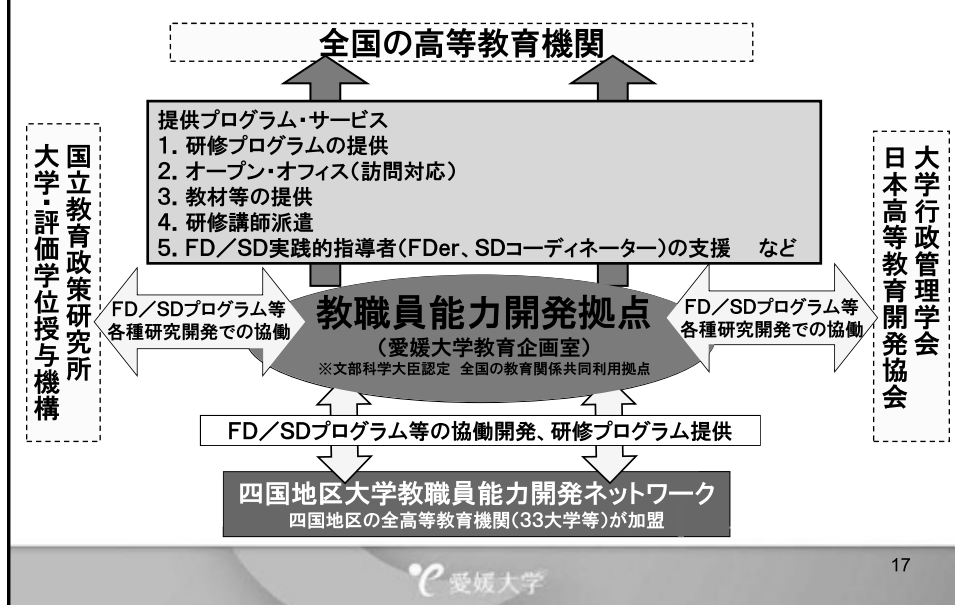 全国の高等教育機関
提供プログラム・サービス
1. 研修プログラムの提供
2. オープン・オフィス(訪問対応)
3. 教材等の提供
4. 研修講師派遣
5. FD/SD実践的指導者(FDer、SDコーディネーター)の支援 など
国立教育政策研究所
大学・評価学位授与機構
FD/SDプログラム等
各種研究開発での協働
教職員能力開発拠点
(愛媛大学教育企画室)
※文部科学大臣認定 全国の教育関係共同利用拠点
FD/SDプログラム等
各種研究開発での協働
大学行政管理学会
日本高等教育開発協会
FD/SDプログラム等の協働開発、研修プログラム提供
四国地区大学教職員能力開発ネットワーク
四国地区の全高等教育機関(33大学等)が加盟
愛媛大学
17